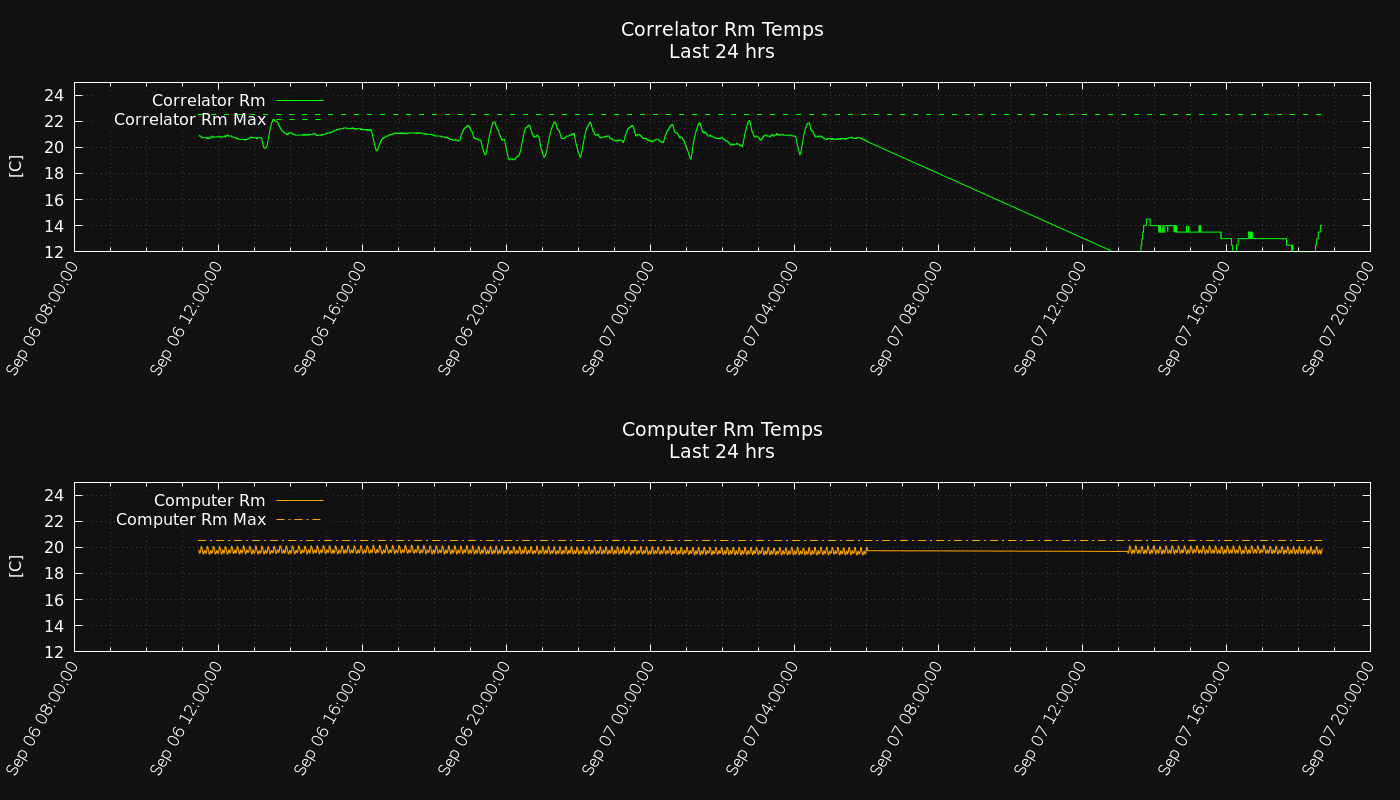 Correlator Rm Temps
Last 24 hrs
Correlator Rm
Correlator Rm Max
[C]
24
22
20
18
16
14
12
Sep 06 08:00:00
Sep 06 12:00:00
Sep 06 16:00:00
Sep 06 20:00:00
Sep 07 00:00:00
Sep 07 04:00:00
Sep 07 08:00:00
Sep 07 12:00:00
Sep 07 16:00:00
Sep 07 20:00:00
Computer Rm Temps
Last 24 hrs
Computer Rm
Computer Rm Max
[C]
24
22
20
18
16
14
12
Sep 06 08:00:00
Sep 06 12:00:00
Sep 06 16:00:00
Sep 06 20:00:00
Sep 07 00:00:00
Sep 07 04:00:00
Sep 07 08:00:00
Sep 07 12:00:00
Sep 07 16:00:00
Sep 07 20:00:00